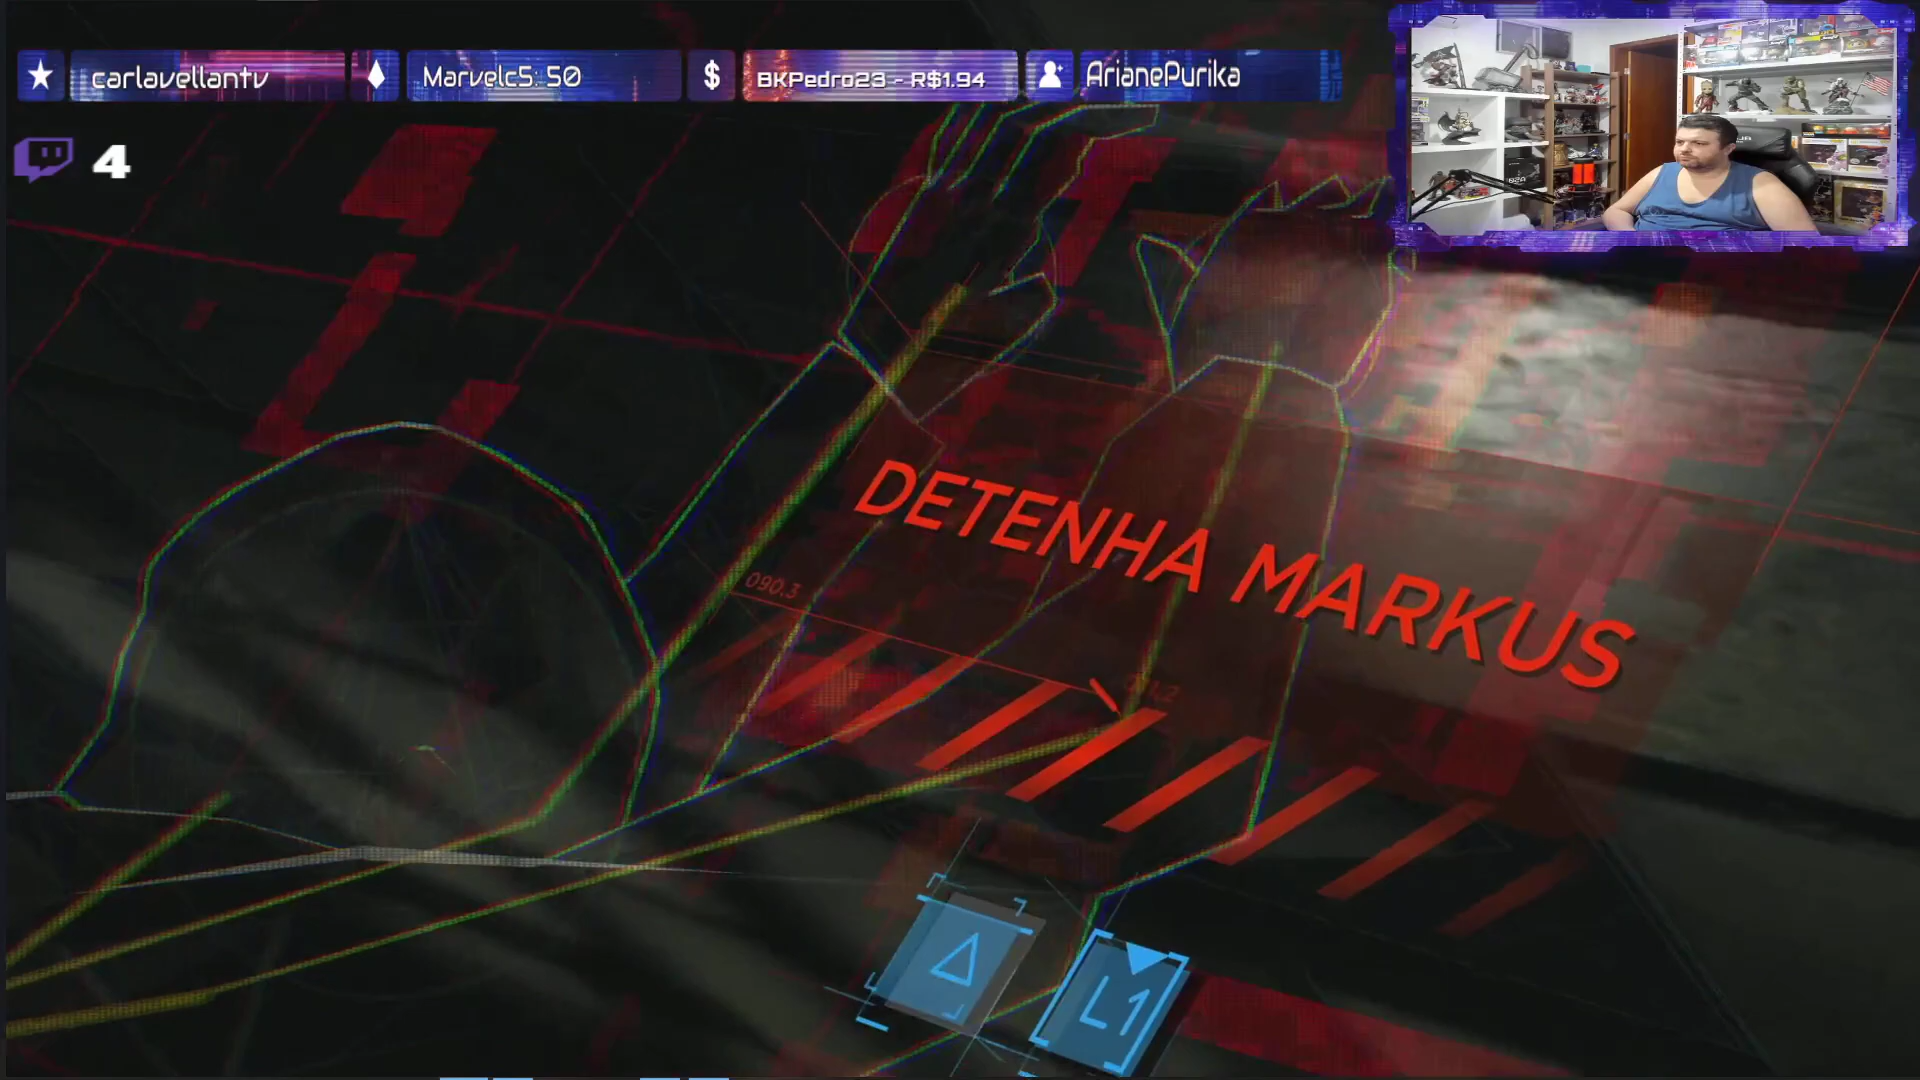 carlavellantv
Marvelc5: 50
$
BKPedro23 - R$1.94
ArianePurika
4
DETENHA MARKUS
090.3
L1